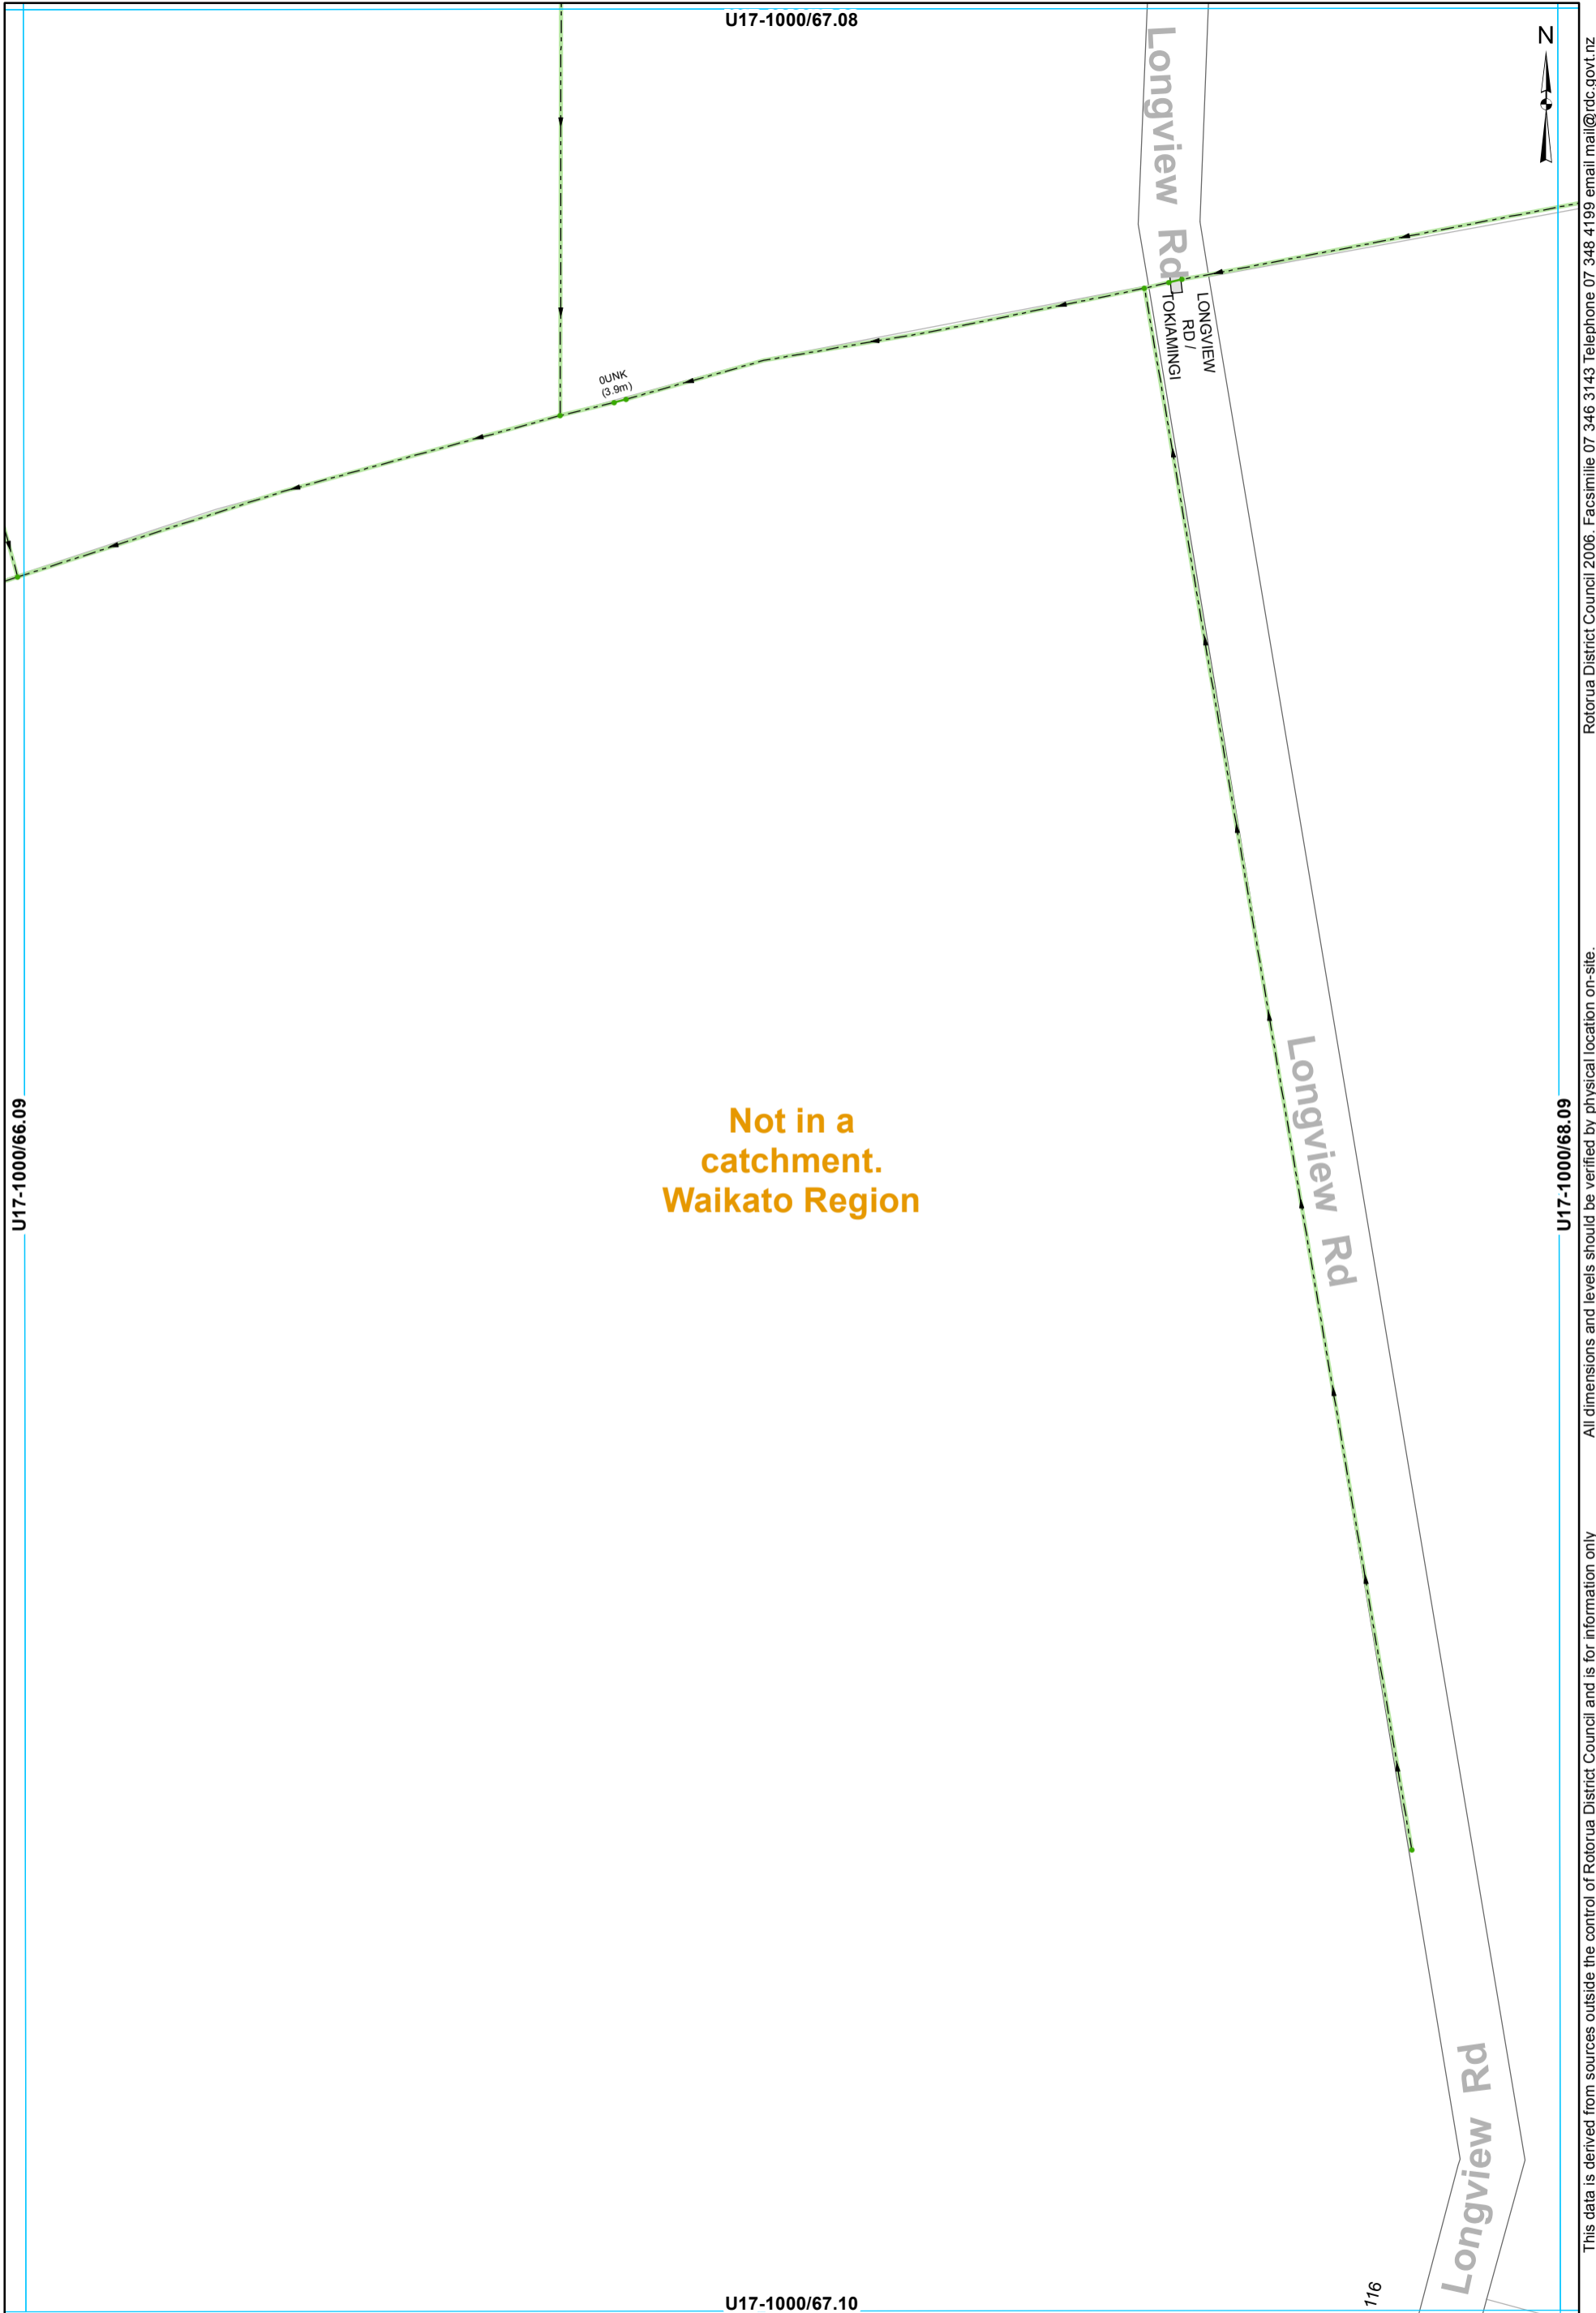 U17-1000/67.08
N
Longview Rd
LONGVIEW
RD /
TOKIAMINGI
0UNK
(3.9m)
Longview Rd
Not in a
catchment.
Waikato Region
U17-1000/66.09
U17-1000/68.09
Longview Rd
116
U17-1000/67.10
This data is derived from sources outside the control of Rotorua District Council and is for information only
All dimensions and levels should be verified by physical location on-site.
Rotorua District Council 2006. Facsimilie 07 346 3143 Telephone 07 348 4199 email mail@rdc.govt.nz